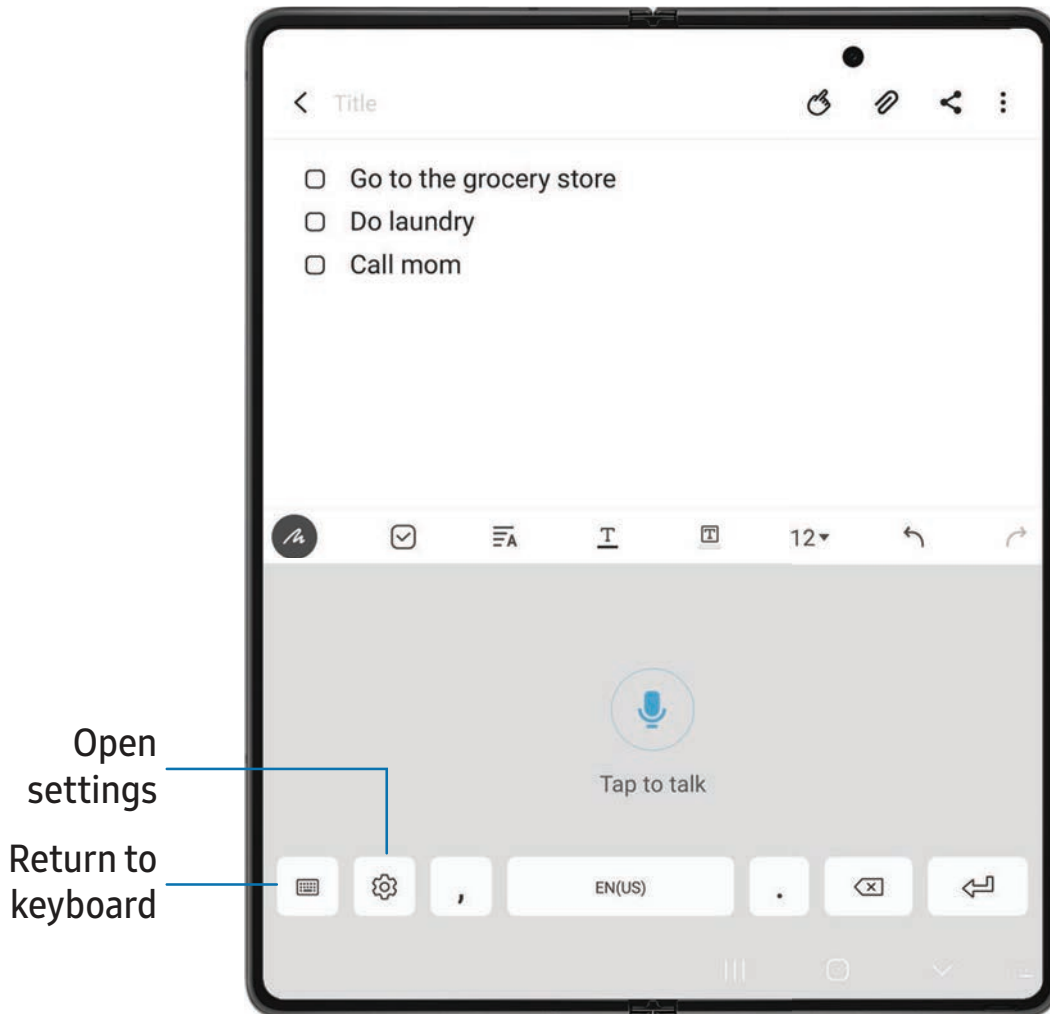 Title
Go to the grocery store
Do laundry
Call mom
A
T
T
12
Tap to talk
Open
settings
Return to
keyboard
,
EN(US)
.